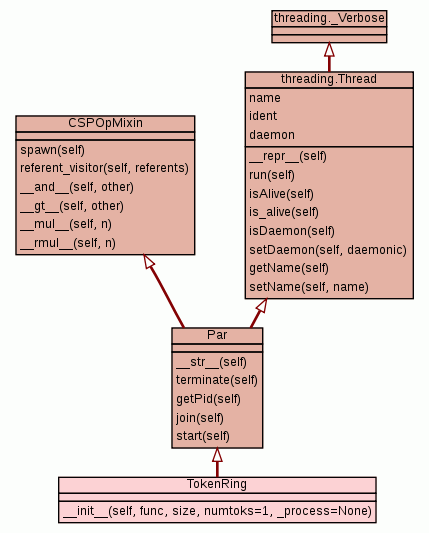 threading._Verbose
threading.Thread
name
ident
daemon
__repr__(self)
run(self)
isAlive(self)
is_alive(self)
isDaemon(self)
setDaemon(self, daemonic)
getName(self)
setName(self, name)
CSPOpMixin
spawn(self)
referent_visitor(self, referents)
__and__(self, other)
__gt__(self, other)
__mul__(self, n)
__rmul__(self, n)
Par
__str__(self)
terminate(self)
getPid(self)
join(self)
start(self)
TokenRing
__init__(self, func, size, numtoks=1, _process=None)